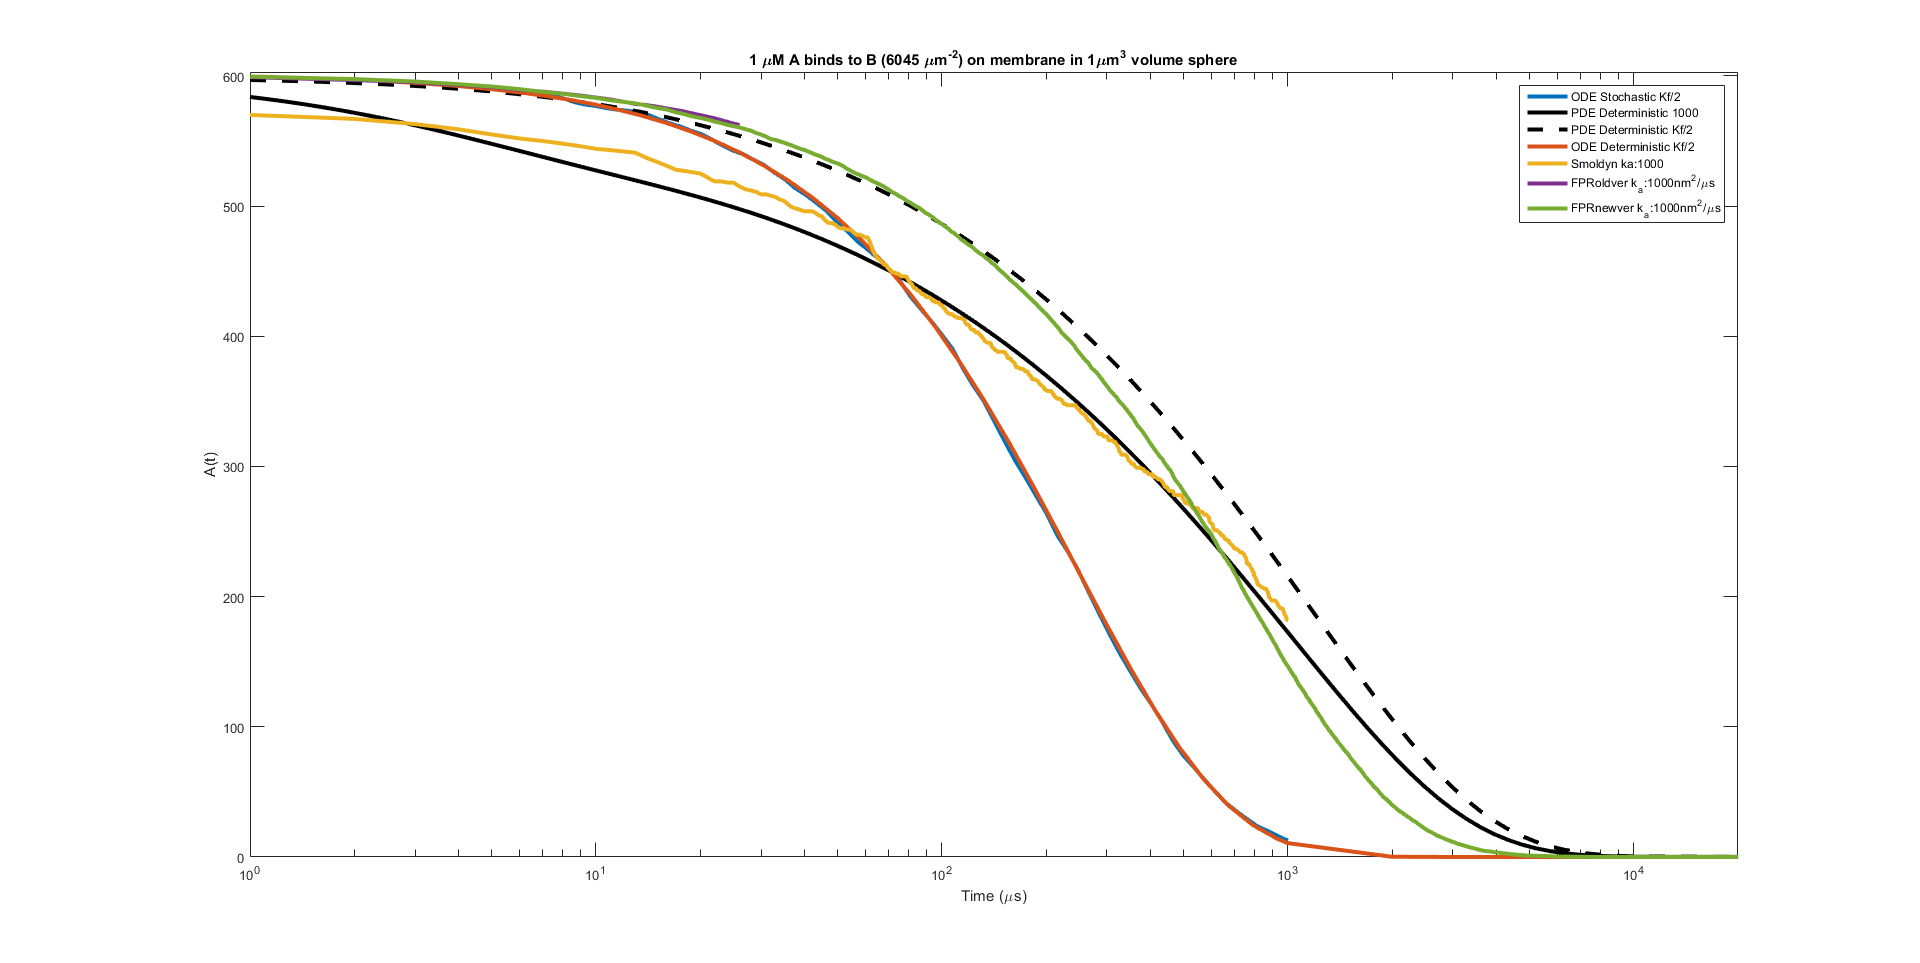 1 μM A binds to B (6045 μm⁻²) on membrane in 1μm³ volume sphere
ODE Stochastic Kf/2
PDE Deterministic 1000
PDE Deterministic Kf/2
ODE Deterministic Kf/2
Smoldyn ka:1000
FPRoldver kₐ:1000nm²/μs
FPRnewver kₐ:1000nm²/μs
600
500
400
300
200
100
0
A(t)
10⁰ 10¹ 10² 10³ 10⁴
Time (μs)